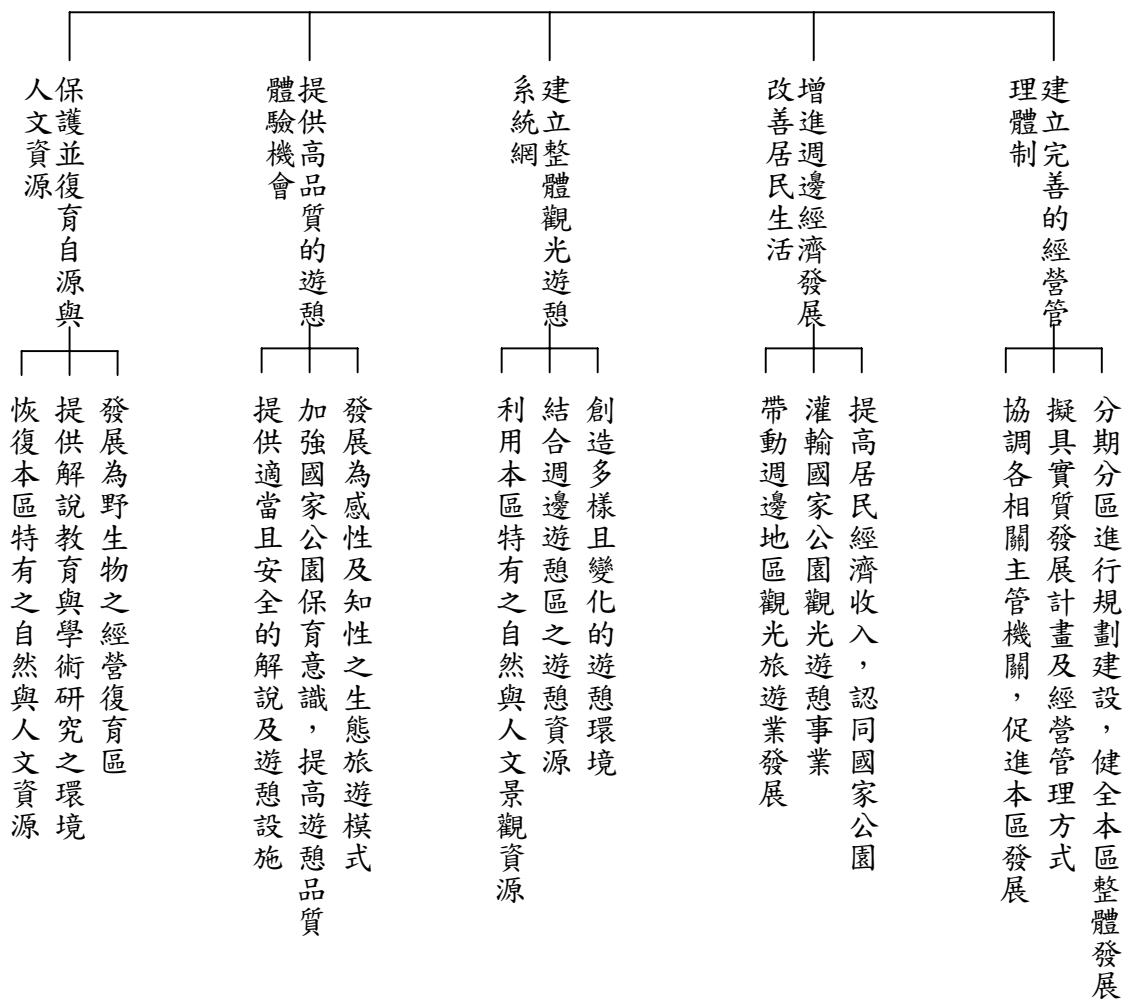 建立完善的經營管
理體制
分期分區進行規劃建設，健全本區整體發展
擬具實質發展計畫及經營管理方式
協調各相關主管機關，促進本區發展
增進週邊經濟發展
改善居民生活
提高居民經濟收入，認同國家公園
灌輸國家公園觀光遊憩事業
帶動週邊地區觀光旅遊業發展
建立整體觀光遊憩
系統網
創造多樣且變化的遊憩環境
結合週邊遊憩區之遊憩資源
利用本區特有之自然與人文景觀資源
提供高品質的遊憩
體驗機會
發展為感性及知性之生態旅遊模式
加強國家公園保育意識，提高遊憩品質
提供適當且安全的解說及遊憩設施
保護並復育自源與
人文資源
發展為野生物之經營復育區
提供解說教育與學術研究之環境
恢復本區特有之自然與人文資源